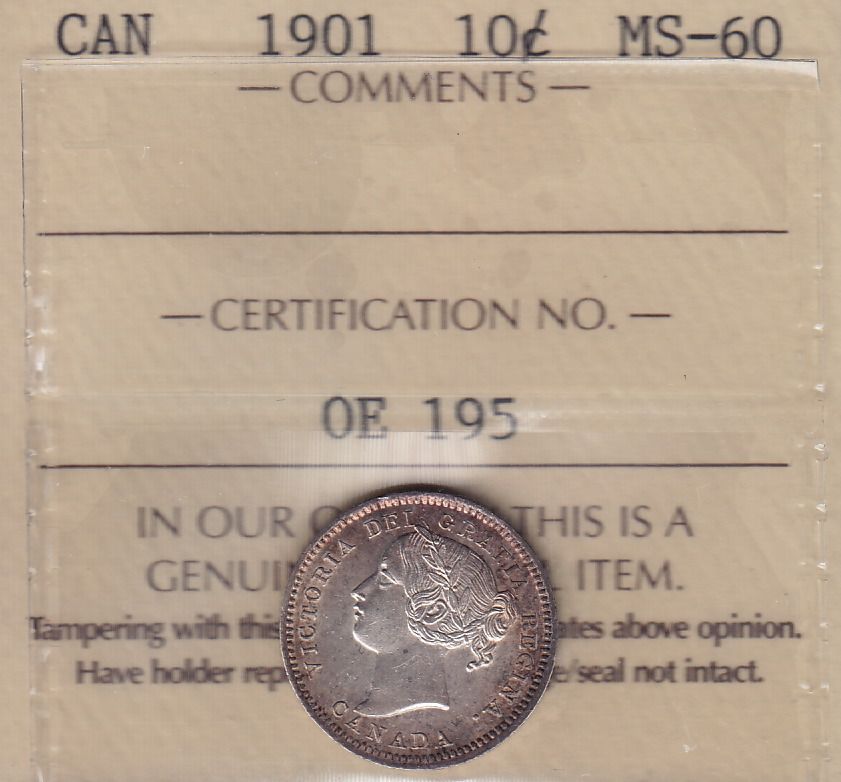 CAN 1901 10¢ MS-60
— COMMENTS —
— CERTIFICATION NO. —
OE 195
IN OUR THIS IS A
GENUI ITEM.
Tampering with this ates above opinion.
Have holder rep e/seal not intact.
VICTORIA DEI GRATIA REGINA.
CANADA